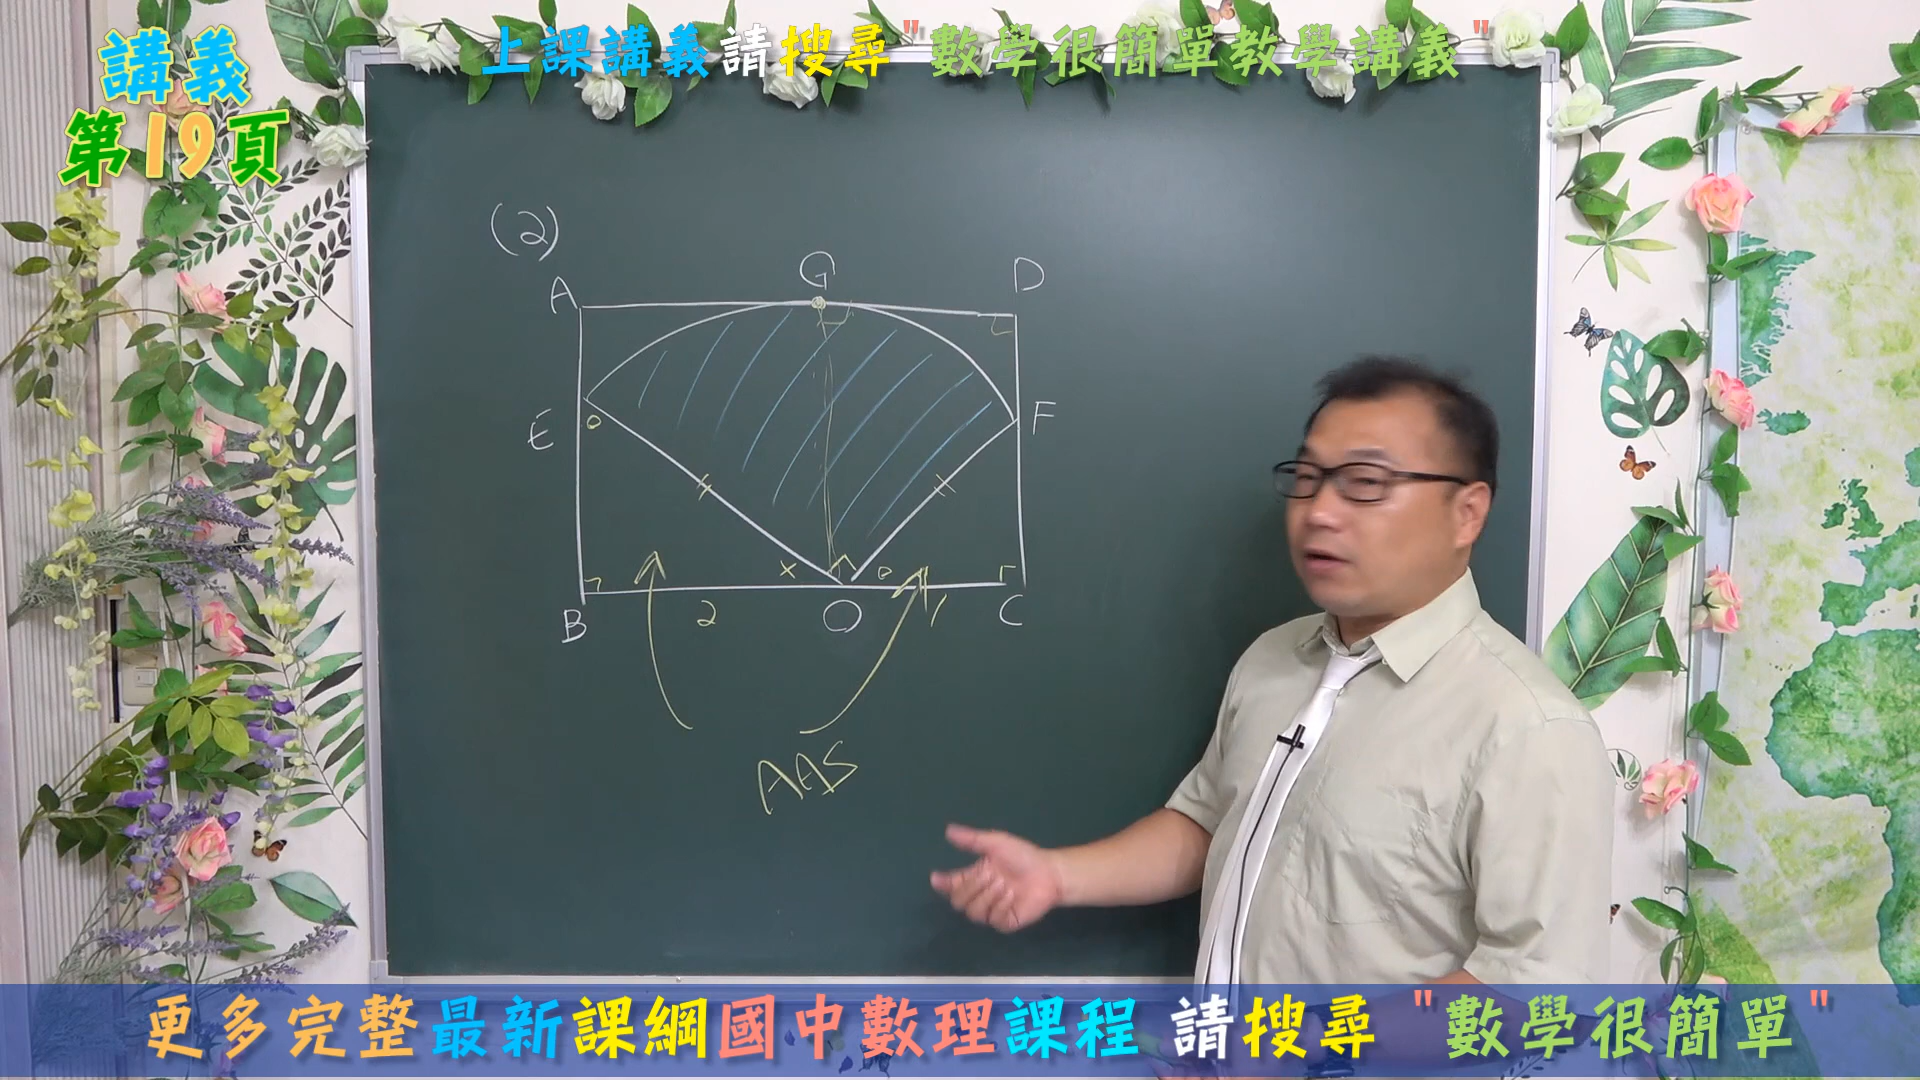 講義
第19頁
上課講義請搜尋"數學很簡單教學講義"
(2)
A G D
E F
B 2 O 1 C
AAS
更多完整最新課綱國中數理課程 請搜尋 "數學很簡單"